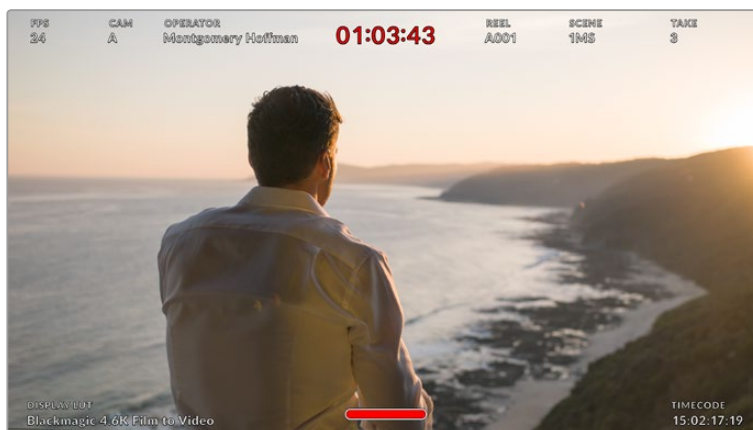 FPS CAM OPERATOR REEL SCENE TAKE
24 A Montgomery Hoffman 01:03:43 A001 1MS 3
DISPLAY LUT TIMECODE
Blackmagic 4.6K Film to Video 15:02:17:19